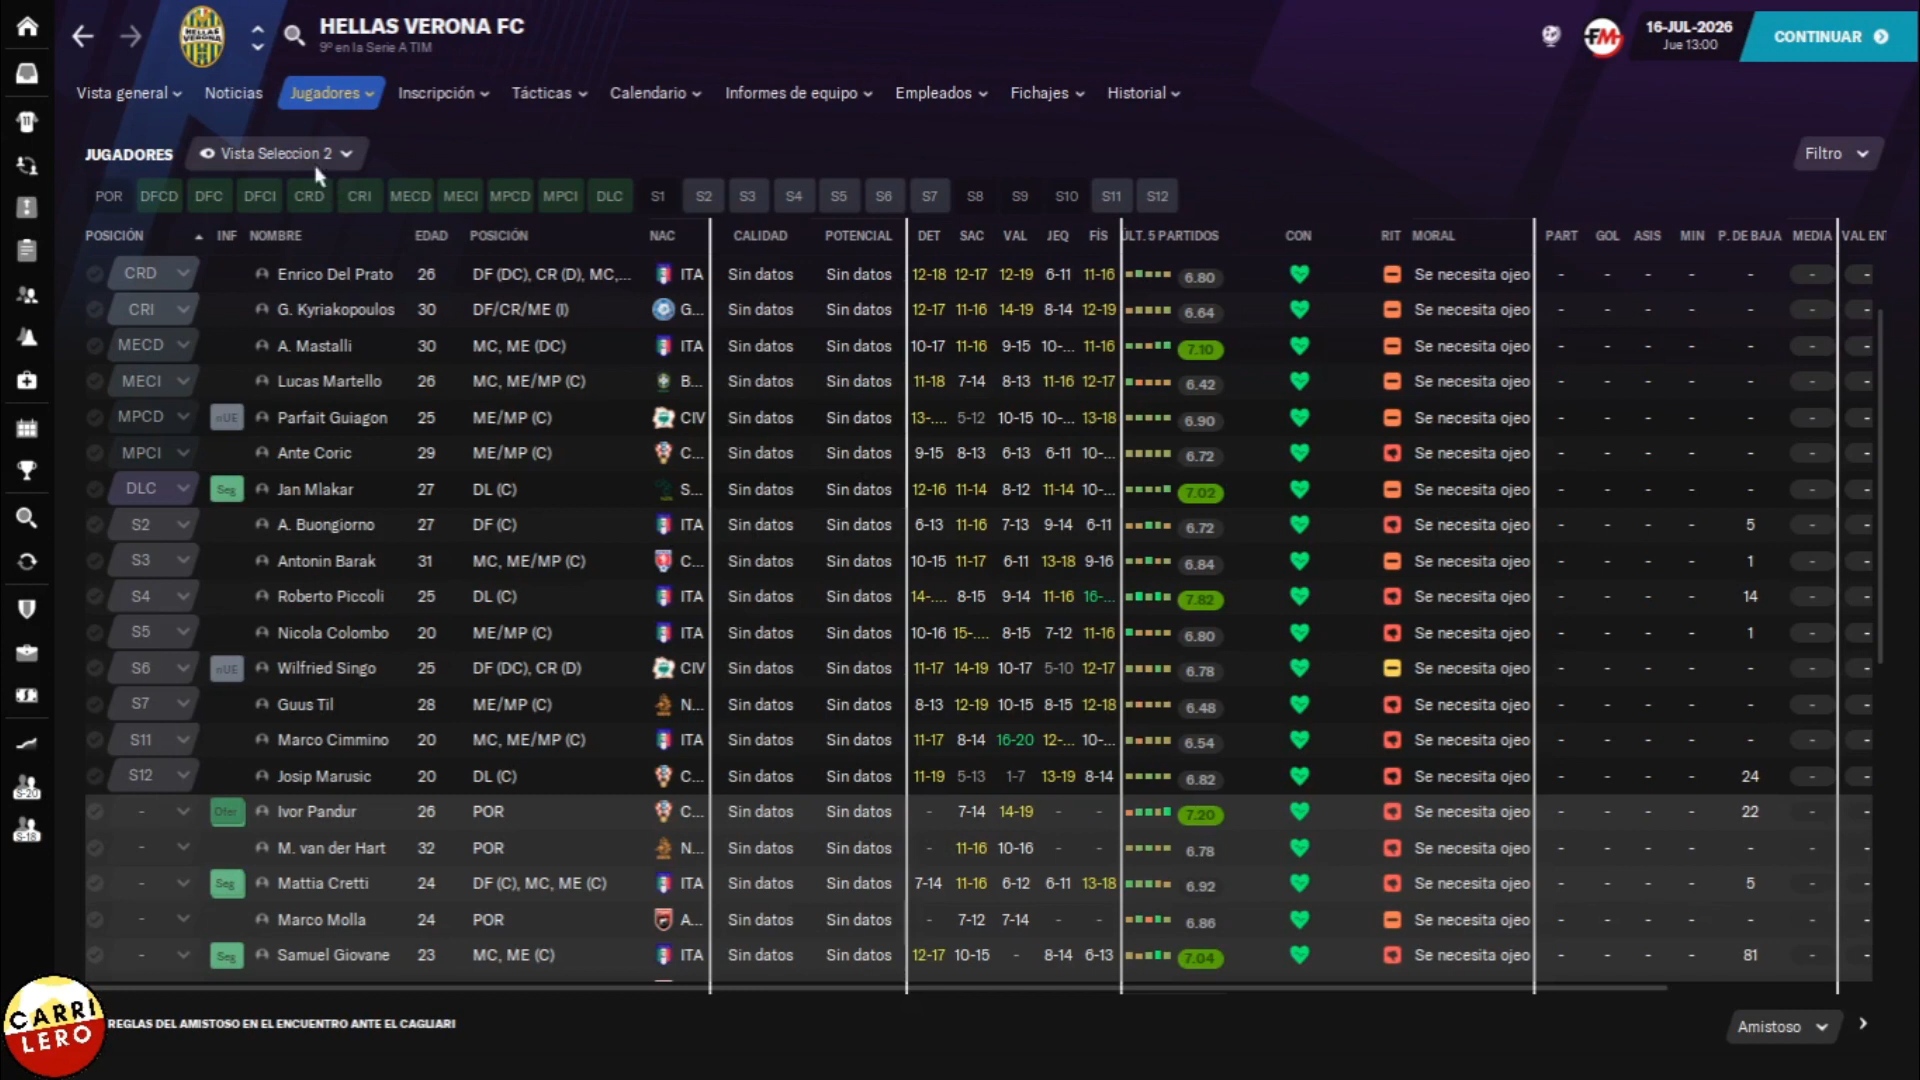 HELLAS VERONA FC
9º en la Serie A TIM
16-JUL-2026
Jue 13:00
CONTINUAR
Vista general Noticias Jugadores Inscripción Tácticas Calendario Informes de equipo Empleados Fichajes Historial
JUGADORES Vista Seleccion 2 Filtro
POR DFCD DFC DFCI CRD CRI MECD MECI MPCD MPCI DLC S1 S2 S3 S4 S5 S6 S7 S8 S9 S10 S11 S12
POSICIÓN INF NOMBRE EDAD POSICIÓN NAC CALIDAD POTENCIAL DET SAC VAL JEQ FÍS ÚLT. 5 PARTIDOS CON RIT MORAL PART GOL ASIS MIN P. DE BAJA MEDIA VAL EN
CRD Enrico Del Prato 26 DF (DC), CR (D), MC,... ITA Sin datos Sin datos 12-18 12-17 12-19 6-11 11-16 6.80 Se necesita ojeo - - - - - - -
CRI G. Kyriakopoulos 30 DF/CR/ME (I) G... Sin datos Sin datos 12-17 11-16 14-19 8-14 12-19 6.64 Se necesita ojeo - - - - - - -
MECD A. Mastalli 30 MC, ME (DC) ITA Sin datos Sin datos 10-17 11-16 9-15 10-... 11-16 7.10 Se necesita ojeo - - - - - - -
MECI Lucas Martello 26 MC, ME/MP (C) B... Sin datos Sin datos 11-18 7-14 8-13 11-16 12-17 6.42 Se necesita ojeo - - - - - - -
MPCD nUE Parfait Guiagon 25 ME/MP (C) CIV Sin datos Sin datos 13-.... 5-12 10-15 10-... 13-18 6.90 Se necesita ojeo - - - - - - -
MPCI Ante Coric 29 ME/MP (C) C... Sin datos Sin datos 9-15 8-13 6-13 6-11 10-... 6.72 Se necesita ojeo - - - - - - -
DLC Seg Jan Mlakar 27 DL (C) S... Sin datos Sin datos 12-16 11-14 8-12 11-14 10-... 7.02 Se necesita ojeo - - - - - - -
S2 A. Buongiorno 27 DF (C) ITA Sin datos Sin datos 6-13 11-16 7-13 9-14 6-11 6.72 Se necesita ojeo - - - - 5 - -
S3 Antonin Barak 31 MC, ME/MP (C) C... Sin datos Sin datos 10-15 11-17 6-11 13-18 9-16 6.84 Se necesita ojeo - - - - 1 - -
S4 Roberto Piccoli 25 DL (C) ITA Sin datos Sin datos 14-.... 8-15 9-14 11-16 16-... 7.82 Se necesita ojeo - - - - 14 - -
S5 Nicola Colombo 20 ME/MP (C) ITA Sin datos Sin datos 10-16 15-.... 8-15 7-12 11-16 6.80 Se necesita ojeo - - - - 1 - -
S6 nUE Wilfried Singo 25 DF (DC), CR (D) CIV Sin datos Sin datos 11-17 14-19 10-17 5-10 12-17 6.78 Se necesita ojeo - - - - - - -
S7 Guus Til 28 ME/MP (C) N... Sin datos Sin datos 8-13 12-19 10-15 8-15 12-18 6.48 Se necesita ojeo - - - - - - -
S11 Marco Cimmino 20 MC, ME/MP (C) ITA Sin datos Sin datos 11-17 8-14 16-20 12-... 10-... 6.54 Se necesita ojeo - - - - - - -
S12 Josip Marusic 20 DL (C) C... Sin datos Sin datos 11-19 5-13 1-7 13-19 8-14 6.82 Se necesita ojeo - - - - 24 - -
- Ofer Ivor Pandur 26 POR C... Sin datos Sin datos - 7-14 14-19 - - 7.20 Se necesita ojeo - - - - 22 - -
- M. van der Hart 32 POR N... Sin datos Sin datos - 11-16 10-16 - - 6.78 Se necesita ojeo - - - - - - -
- Seg Mattia Cretti 24 DF (C), MC, ME (C) ITA Sin datos Sin datos 7-14 11-16 6-12 6-11 13-18 6.92 Se necesita ojeo - - - - 5 - -
- Marco Molla 24 POR A... Sin datos Sin datos - 7-12 7-14 - - 6.86 Se necesita ojeo - - - - - - -
- Seg Samuel Giovane 23 MC, ME (C) ITA Sin datos Sin datos 12-17 10-15 - 8-14 6-13 7.04 Se necesita ojeo - - - - 81 - -
REGLAS DEL AMISTOSO EN EL ENCUENTRO ANTE EL CAGLIARI
Amistoso
CARRI
LERO
FM
HELLAS
VERONA
11
S-20
S-18